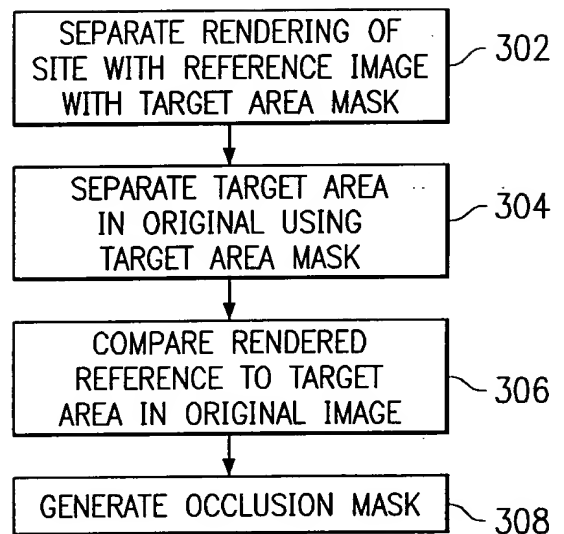 SEPARATE RENDERING OF
SITE WITH REFERENCE IMAGE
WITH TARGET AREA MASK
302
SEPARATE TARGET AREA
IN ORIGINAL USING
TARGET AREA MASK
304
COMPARE RENDERED
REFERENCE TO TARGET
AREA IN ORIGINAL IMAGE
306
GENERATE OCCLUSION MASK
308